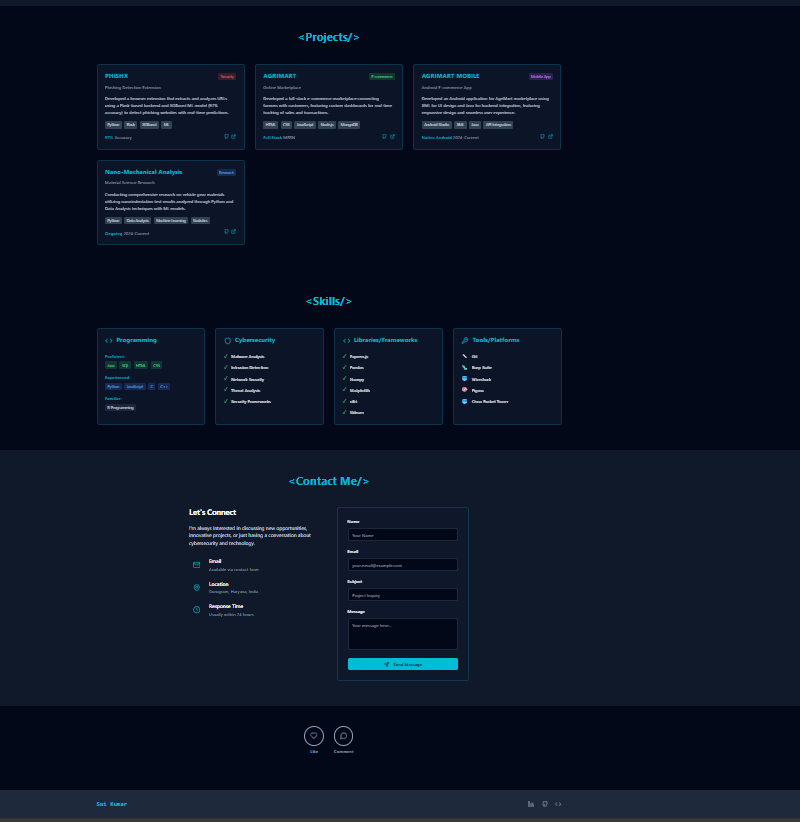 <Projects/>
PHISHX
Security
Phishing Detection Extension
Developed a browser extension that extracts and analyzes URLs
using a Flask-based backend and XGBoost ML model (97%
accuracy) to detect phishing websites with real-time predictions.
Python Flask XGBoost ML
97% Accuracy
AGRIMART
E-commerce
Online Marketplace
Developed a full-stack e-commerce marketplace connecting
farmers with customers, featuring custom dashboards for real-time
tracking of sales and transactions.
HTML CSS JavaScript Node.js MongoDB
Full Stack
AGRIMART MOBILE
Mobile App
Android E-commerce App
Developed an Android application for AgriMart marketplace using
XML for UI design and Java for backend integration, featuring
responsive design and seamless user experience.
Android Studio XML Java API Integration
Native Android 2024-Current
Nano-Mechanical Analysis
Research
Material Science Research
Conducting comprehensive research on vehicle gear materials
utilizing nanoindentation test results analyzed through Python and
Data Analysis techniques with ML models.
Python Data Analysis Machine Learning Statistics
Ongoing 2024-Current
<Skills/>
Programming
Proficient:
Java SQL HTML CSS
Experienced:
Python JavaScript C C++
Familiar:
R Programming
Cybersecurity
✓ Malware Analysis
✓ Intrusion Detection
✓ Network Security
✓ Threat Analysis
✓ Security Frameworks
Libraries/Frameworks
✓ Express.js
✓ Pandas
✓ Numpy
✓ Matplotlib
✓ nltk
✓ Sklearn
Tools/Platforms
Git
Burp Suite
Wireshark
Figma
Cisco Packet Tracer
<Contact Me/>
Let's Connect
I'm always interested in discussing new opportunities,
innovative projects, or just having a conversation about
cybersecurity and technology.
Email
Available via contact form
Location
Gurugram, Haryana, India
Response Time
Usually within 24 hours
Name
Your Name
Email
your.email@example.com
Subject
Project Inquiry
Message
Your message here...
Send Message
Like
Comment
Sai Kumar